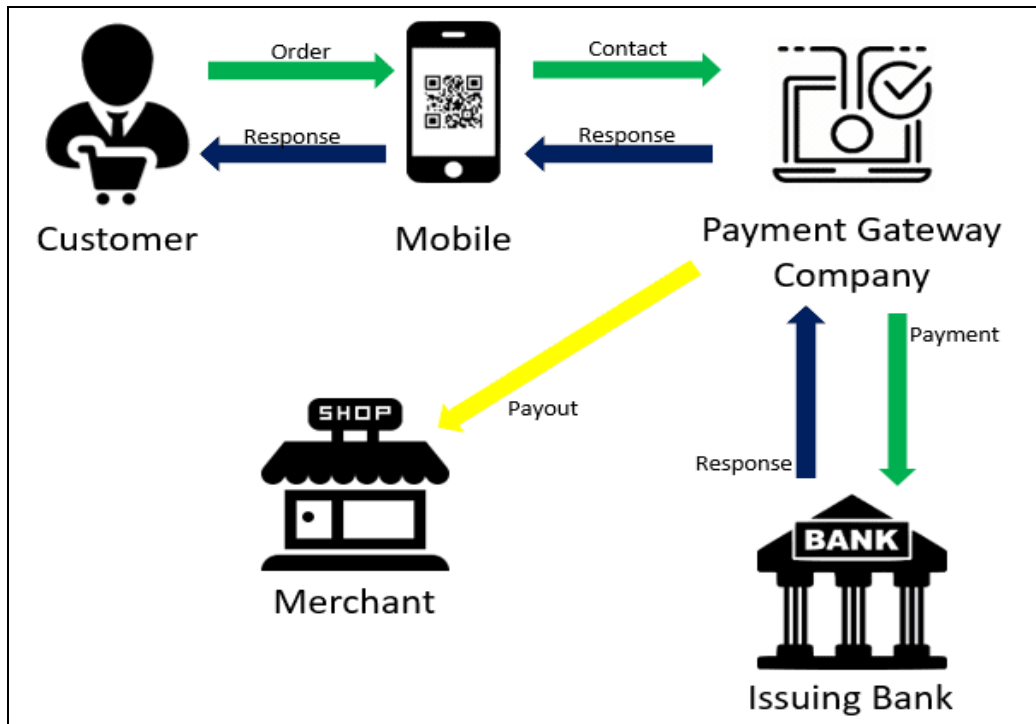 Order
Contact
Response
Response
Customer
Mobile
Payment Gateway
Company
Payment
SHOP
Payout
Response
BANK
Merchant
Issuing Bank